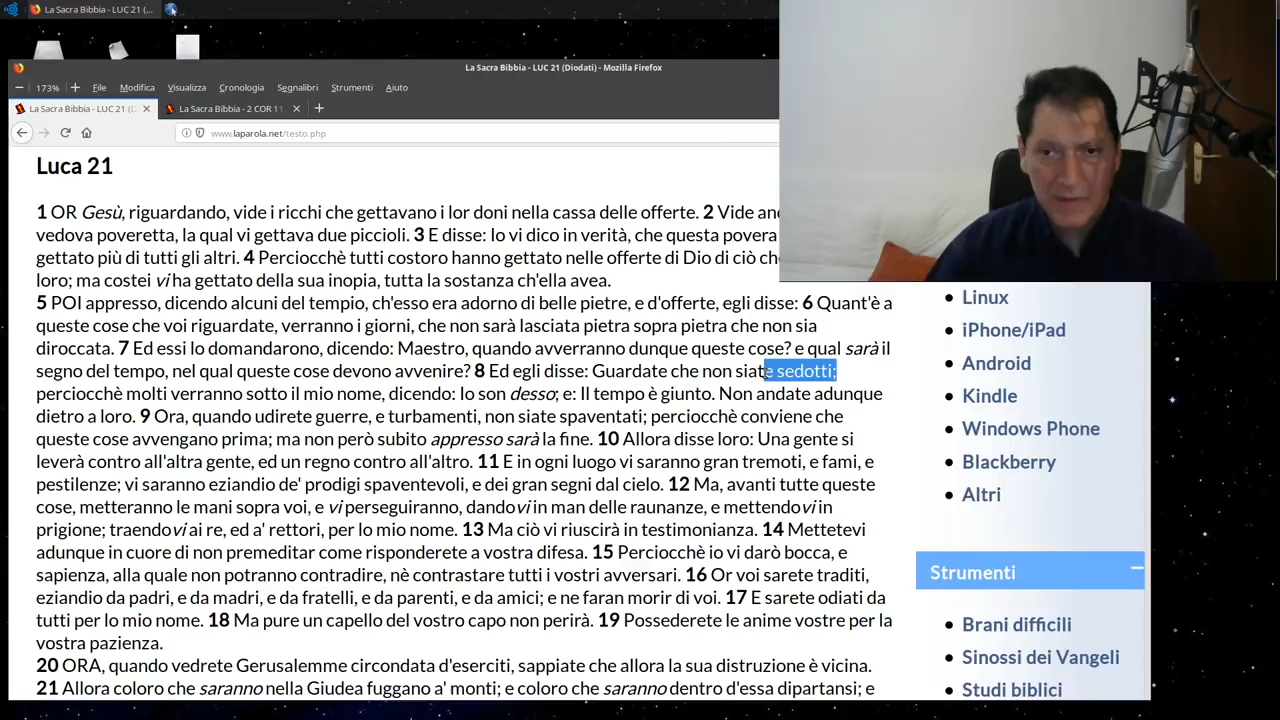 La Sacra Bibbia - LUC 21 (...
La Sacra Bibbia - LUC 21 (Diodati) - Mozilla Firefox
173% File Modifica Visualizza Cronologia Segnalibri Strumenti Aiuto
La Sacra Bibbia - LUC 21 (D La Sacra Bibbia - 2 COR 11
www.laparola.net/testo.php
Luca 21
1 OR Gesù, riguardando, vide i ricchi che gettavano i lor doni nella cassa delle offerte. 2 Vide
vedova poveretta, la qual vi gettava due piccioli. 3 E disse: Io vi dico in verità, che questa povera
gettato più di tutti gli altri. 4 Perciocchè tutti costoro hanno gettato nelle offerte di Dio di ciò
loro; ma costei vi ha gettato della sua inopia, tutta la sostanza ch'ella avea.
5 POI appresso, dicendo alcuni del tempio, ch'esso era adorno di belle pietre, e d'offerte, egli disse: 6 Quant'è a
queste cose che voi riguardate, verranno i giorni, che non sarà lasciata pietra sopra pietra che non sia
diroccata. 7 Ed essi lo domandarono, dicendo: Maestro, quando avverranno dunque queste cose? e qual sarà il
segno del tempo, nel qual queste cose devono avvenire? 8 Ed egli disse: Guardate che non siate sedotti;
perciocchè molti verranno sotto il mio nome, dicendo: Io son desso; e: Il tempo è giunto. Non andate adunque
dietro a loro. 9 Ora, quando udirete guerre, e turbamenti, non siate spaventati; perciocchè conviene che
queste cose avvengano prima; ma non però subito appresso sarà la fine. 10 Allora disse loro: Una gente si
leverà contro all'altra gente, ed un regno contro all'altro. 11 E in ogni luogo vi saranno gran tremoti, e fami, e
pestilenze; vi saranno eziandio de' prodigi spaventevoli, e dei gran segni dal cielo. 12 Ma, avanti tutte queste
cose, metteranno le mani sopra voi, e vi perseguiranno, dandovi in man delle raunanze, e mettendovi in
prigione; traendovi ai re, ed a' rettori, per lo mio nome. 13 Ma ciò vi riuscirà in testimonianza. 14 Mettetevi
adunque in cuore di non premeditar come risponderete a vostra difesa. 15 Perciocchè io vi darò bocca, e
sapienza, alla quale non potranno contradire, nè contrastare tutti i vostri avversari. 16 Or voi sarete traditi,
eziandio da padri, e da madri, e da fratelli, e da parenti, e da amici; e ne faran morir di voi. 17 E sarete odiati da
tutti per lo mio nome. 18 Ma pure un capello del vostro capo non perirà. 19 Possederete le anime vostre per la
vostra pazienza.
20 ORA, quando vedrete Gerusalemme circondata d'eserciti, sappiate che allora la sua distruzione è vicina.
21 Allora coloro che saranno nella Giudea fuggano a' monti; e coloro che saranno dentro d'essa dipartansi; e
Linux
iPhone/iPad
Android
Kindle
Windows Phone
Blackberry
Altri
Strumenti
Brani difficili
Sinossi dei Vangeli
Studi biblici